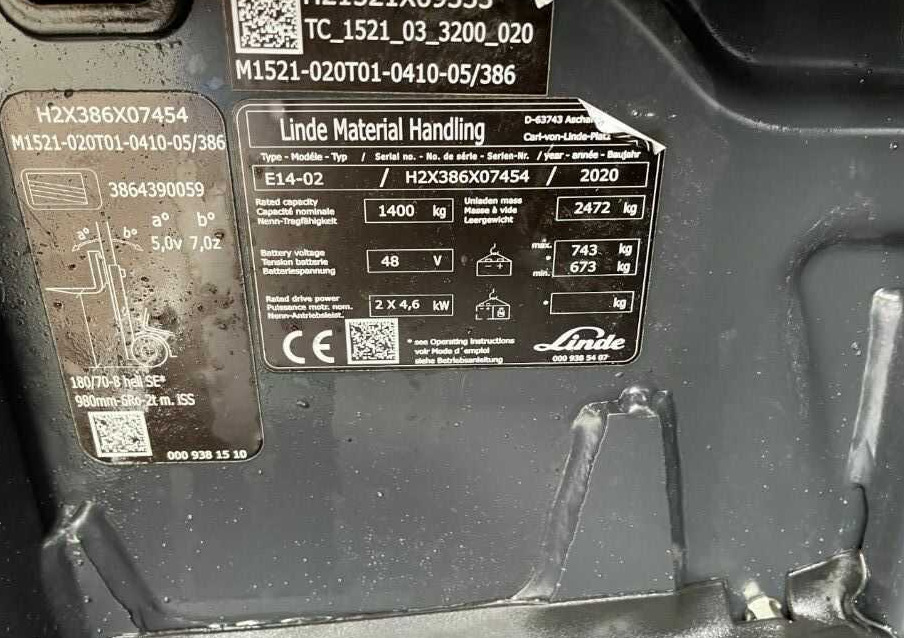 TC_1521_03_3200_020
M1521-020T01-0410-05/386
H2X386X07454
M1521-020T01-0410-05/386
3864390059
a° b°
5,0v 7,0z
a° b°
180/70-8 hell SE*
980mm-6Ro-2t m. ISS
000 938 15 10
Linde Material Handling
D-63743
Carl-von-Linde-Platz
Type - Modéle - Typ / Serial no. - No. de série - Serien-Nr. / year - année - Baujahr
E14-02 / H2X386X07454 / 2020
Rated capacity
Capacité nominale
Nenn-Tragfähigkeit
1400 kg
Unladen mass
Masse à vide
Leergewicht
2472 kg
Battery voltage
Tension batterie
Batteriespannung
48 V
- +
max. 743 kg
*
min. 673 kg
Rated drive power
Puissance motr. nom.
Nenn-Antriebsleist.
2 X 4,6 kW
* kg
CE
* see Operating Instructions
voir Mode d'emploi
siehe Betriebsanleitung
Linde
000 938 54 07